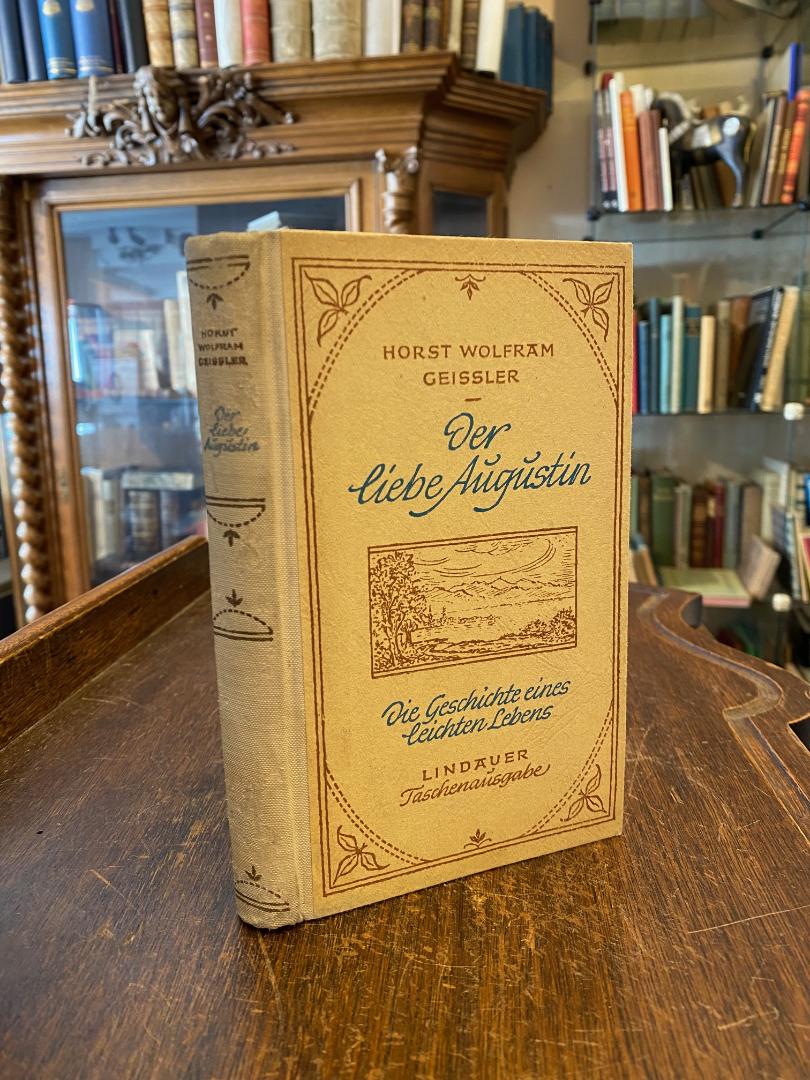 HORST
WOLFRAM
GEISSLER
Der
liebe
Augustin
HORST WOLFRAM
GEISSLER
Der
liebe Augustin
Die Geschichte eines
leichten Lebens
LINDAUER
Taschenausgabe